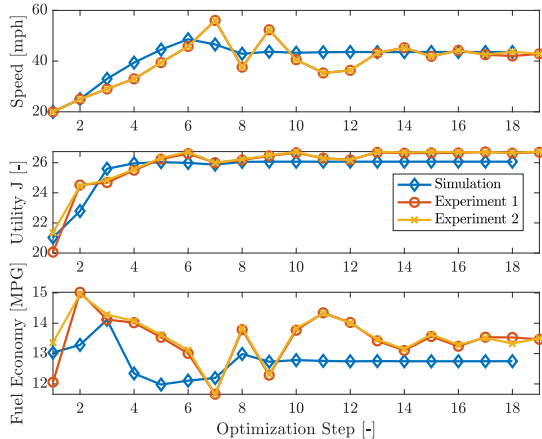 Speed [mph]
60
40
20
2 4 6 8 10 12 14 16 18
Utility J [-]
26
24
22
20
Simulation
Experiment 1
Experiment 2
2 4 6 8 10 12 14 16 18
Fuel Economy [MPG]
15
14
13
12
2 4 6 8 10 12 14 16 18
Optimization Step [-]